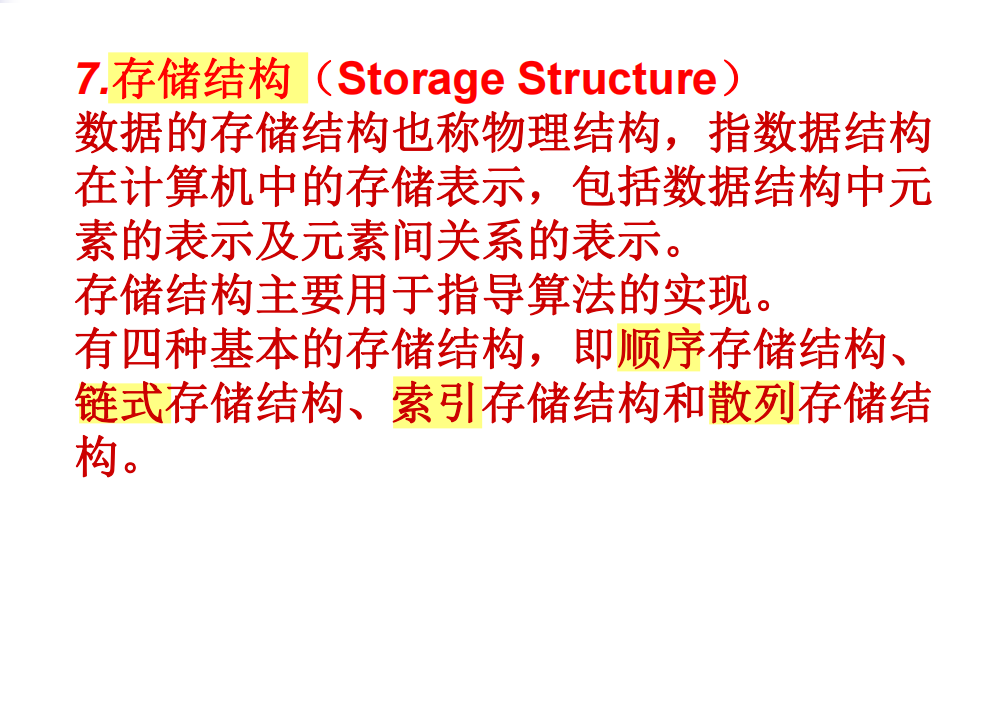 7.存储结构（Storage Structure）
数据的存储结构也称物理结构，指数据结构
在计算机中的存储表示，包括数据结构中元
素的表示及元素间关系的表示。
存储结构主要用于指导算法的实现。
有四种基本的存储结构，即顺序存储结构、
链式存储结构、索引存储结构和散列存储结
构。